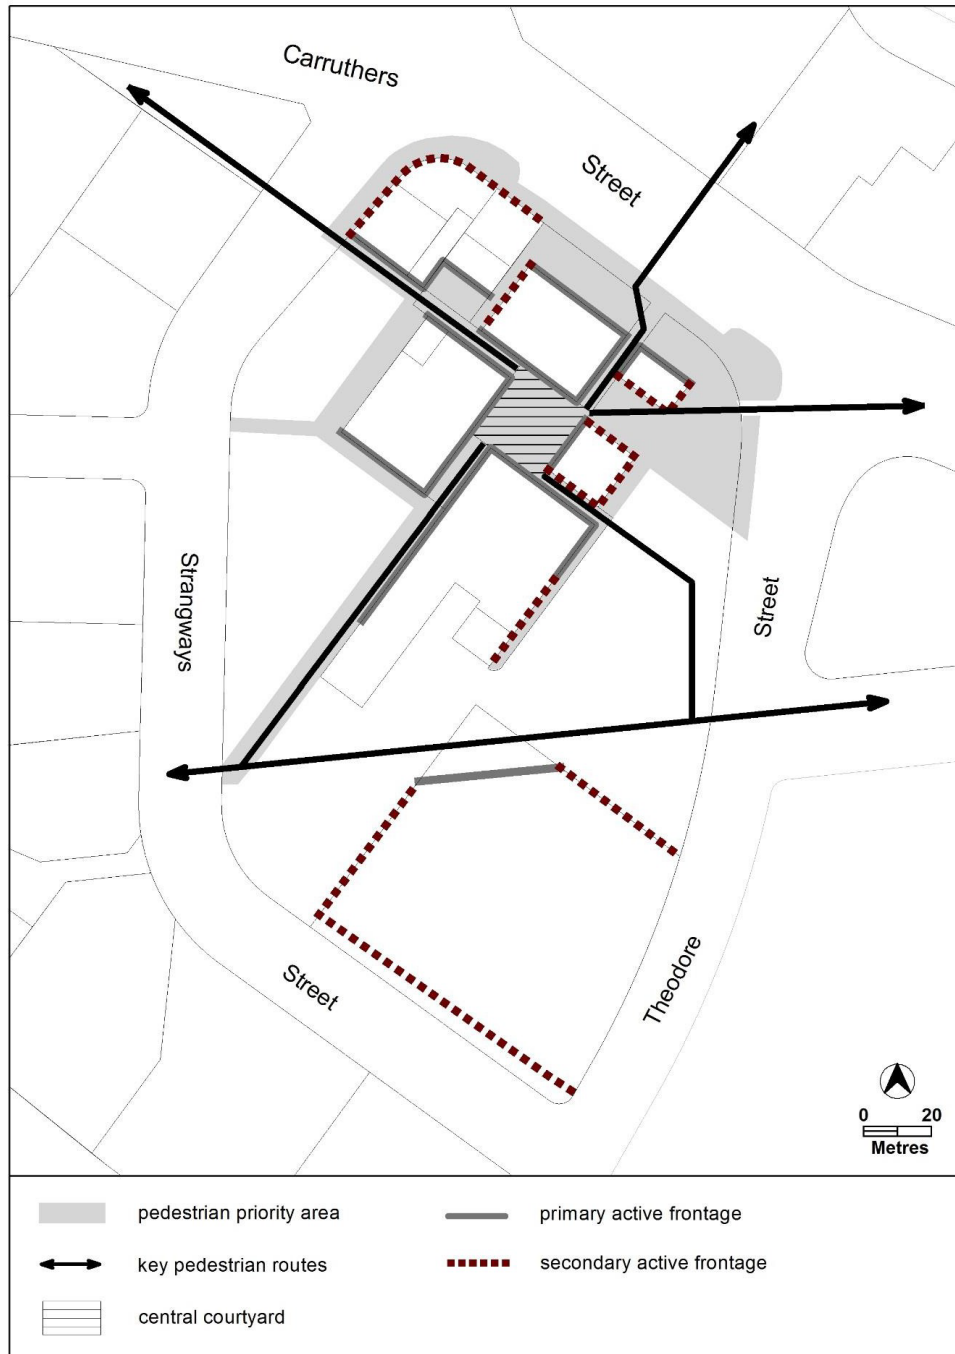 Carruthers
Street
Strangways
Street
Street
Theodore
0 20
Metres
pedestrian priority area
primary active frontage
key pedestrian routes
secondary active frontage
central courtyard